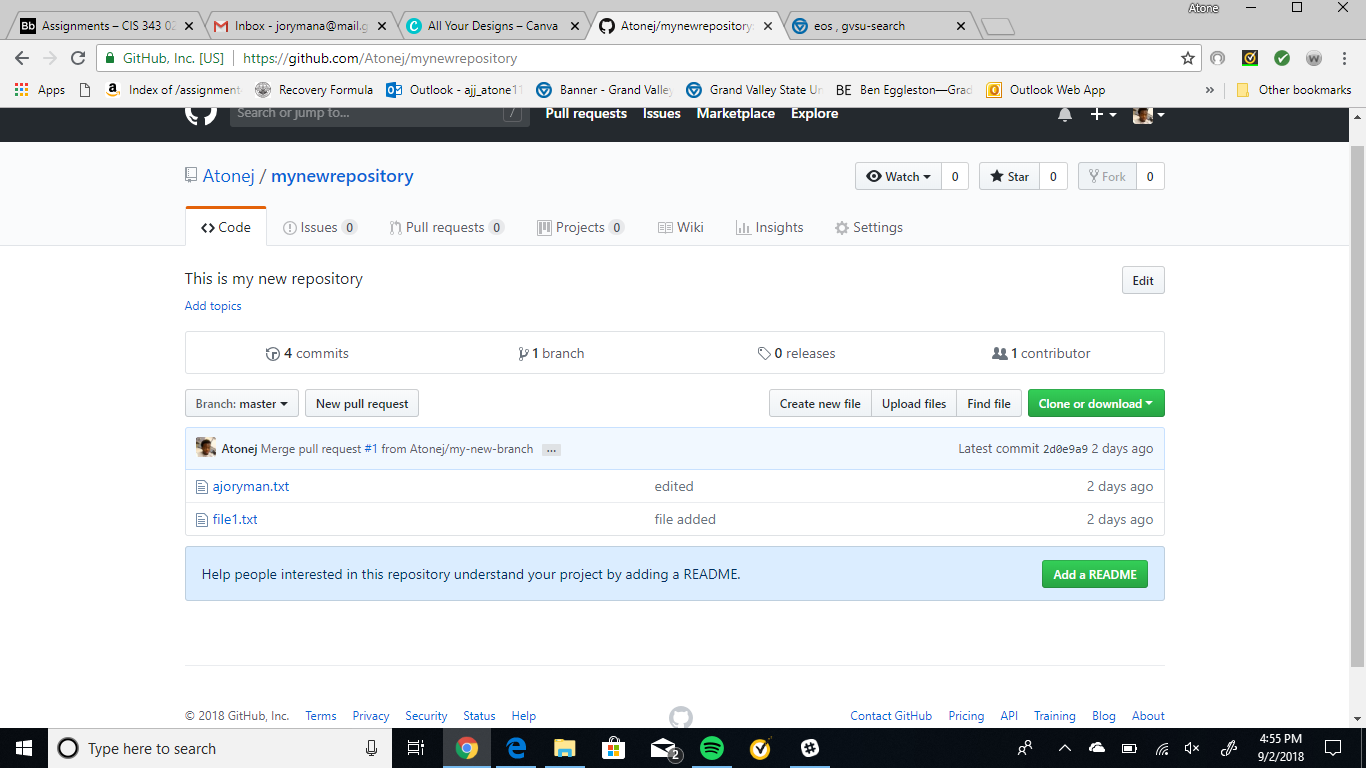 Atone
Assignments – CIS 343 02
Inbox - jorymana@mail.g
All Your Designs – Canva
Atonej/mynewrepository:
eos , gvsu-search
GitHub, Inc. [US]
https://github.com/Atonej/mynewrepository
Apps
Index of /assignment
Recovery Formula
Outlook - ajj_atone11
Banner - Grand Valley
Grand Valley State Un
BE Ben Eggleston—Grad
Outlook Web App
»
Other bookmarks
Search or jump to... /
Pull requests Issues Marketplace Explore
Atonej / mynewrepository
Watch 0
Star 0
Fork 0
Code
Issues 0
Pull requests 0
Projects 0
Wiki
Insights
Settings
This is my new repository
Edit
Add topics
4 commits
1 branch
0 releases
1 contributor
Branch: master
New pull request
Create new file
Upload files
Find file
Clone or download
Atonej Merge pull request #1 from Atonej/my-new-branch ...
Latest commit 2d0e9a9 2 days ago
ajoryman.txt edited 2 days ago
file1.txt file added 2 days ago
Help people interested in this repository understand your project by adding a README.
Add a README
© 2018 GitHub, Inc. Terms Privacy Security Status Help
Contact GitHub Pricing API Training Blog About
Type here to search
2
4:55 PM
9/2/2018